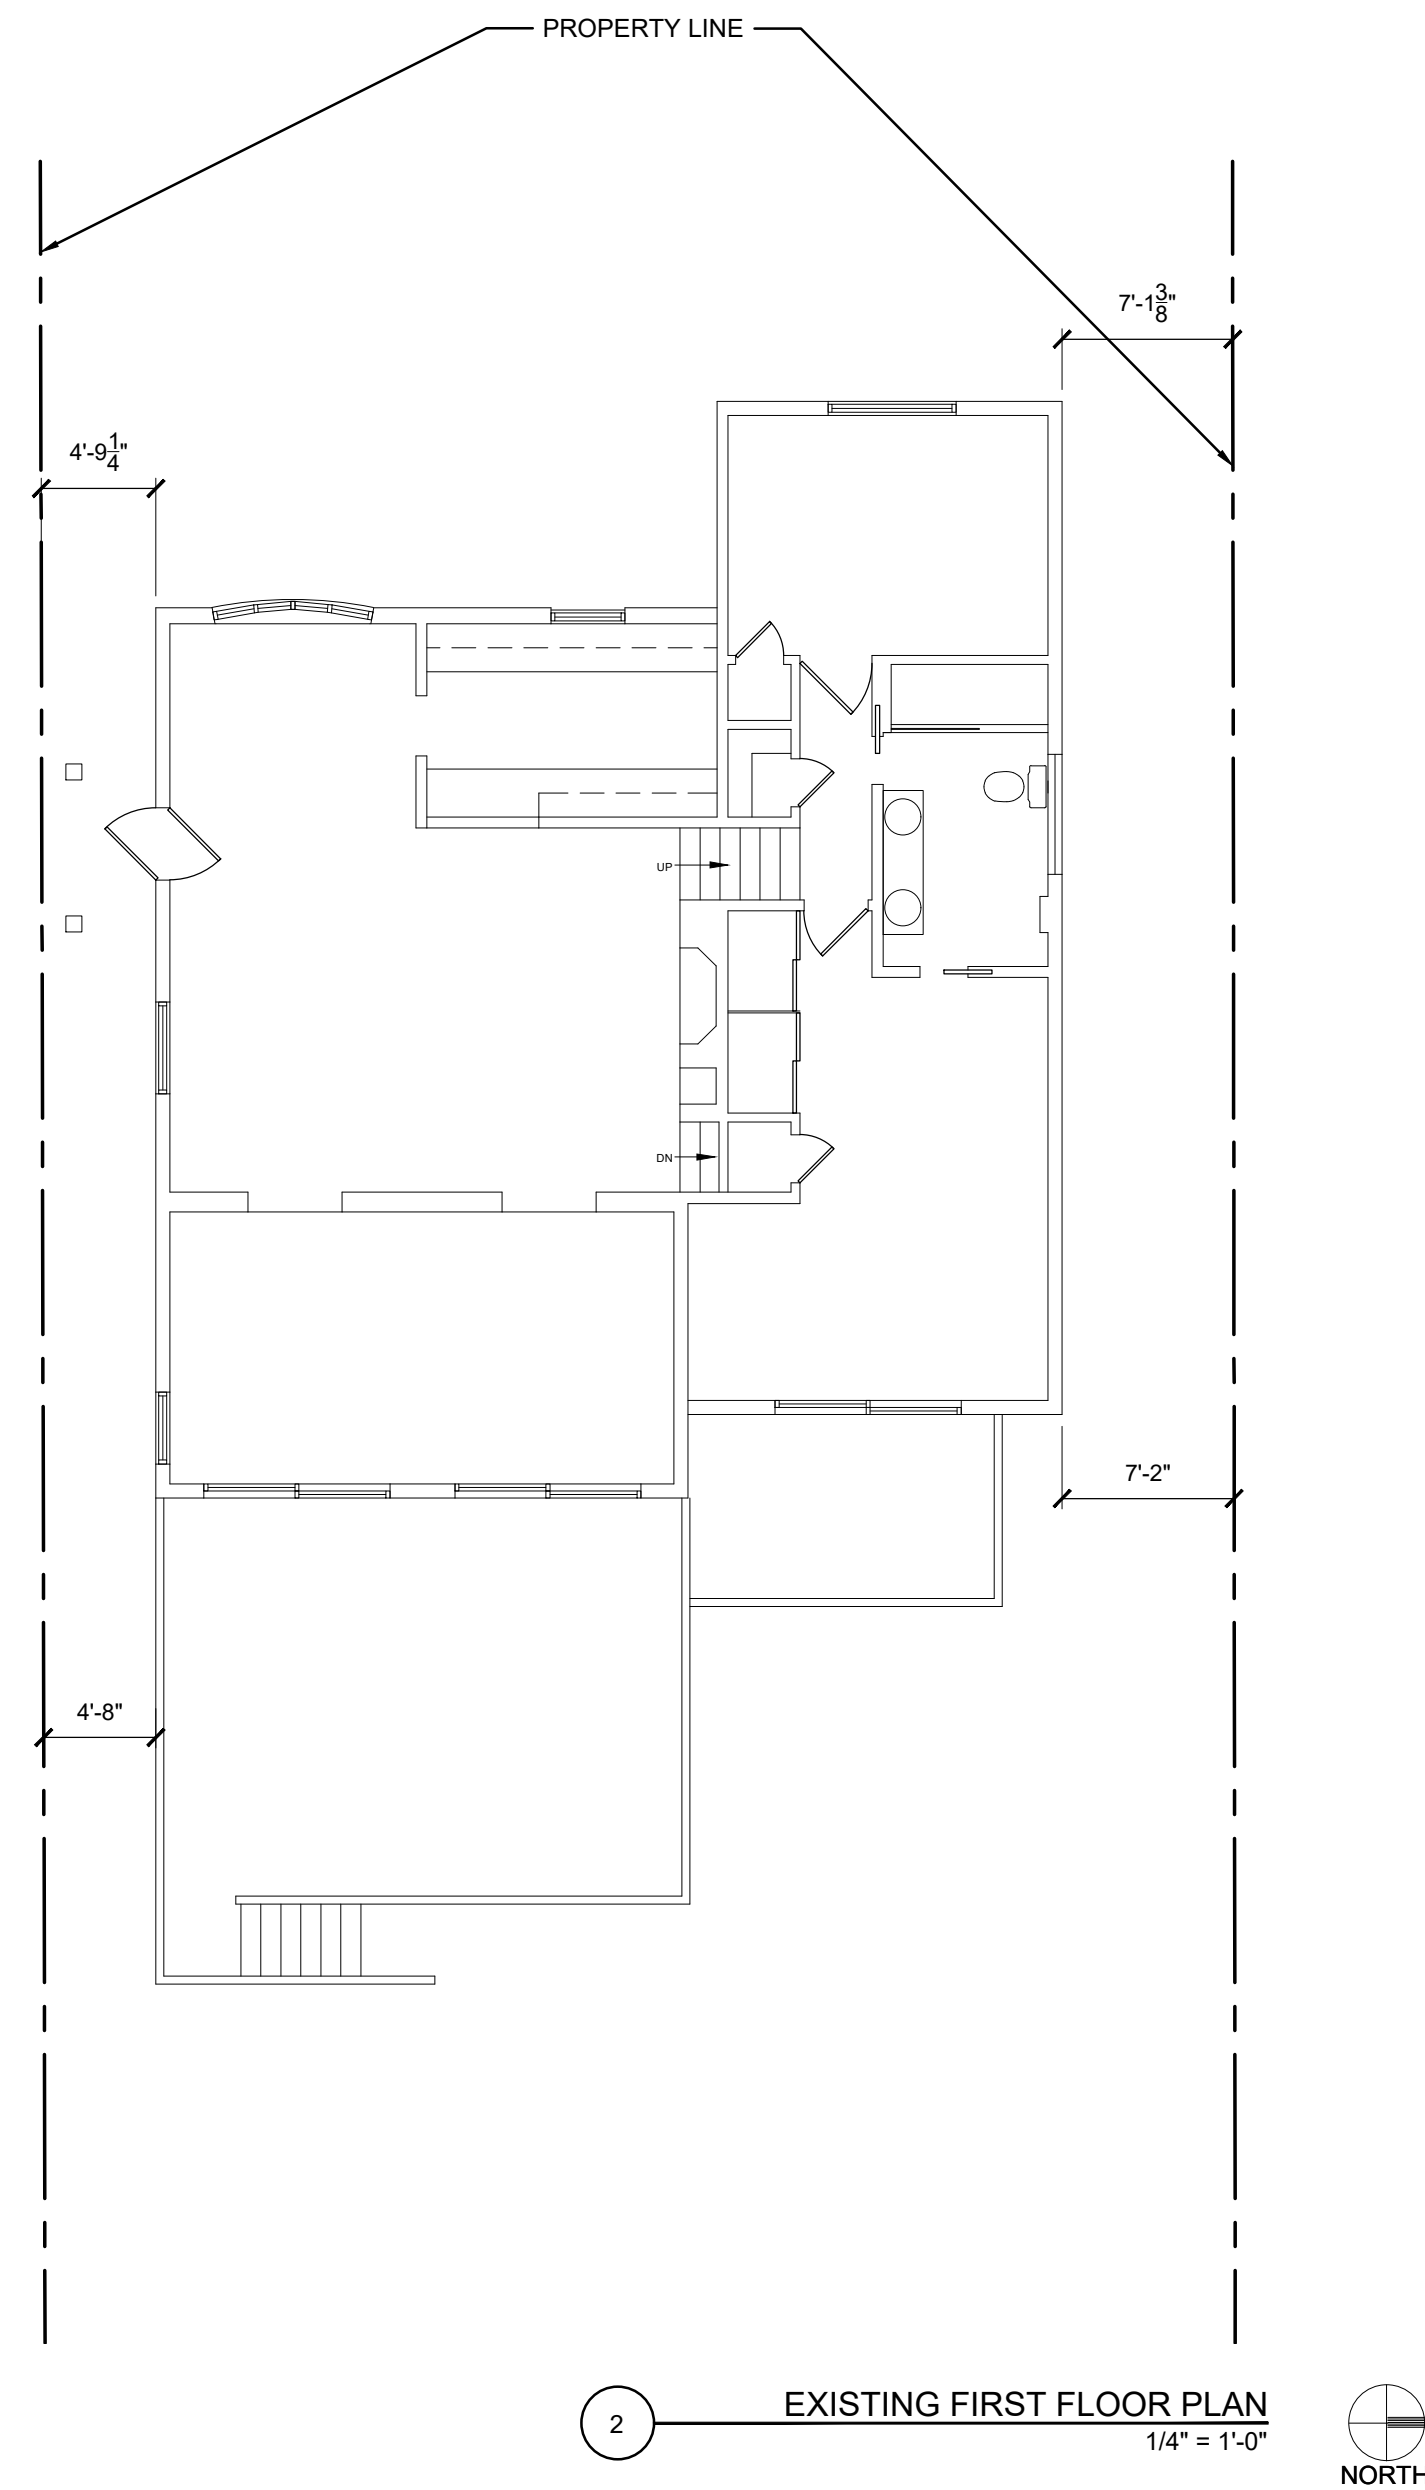 PROPERTY LINE
7'-1 3/8"
4'-9 1/4"
UP
DN
7'-2"
4'-8"
2
EXISTING FIRST FLOOR PLAN
1/4" = 1'-0"
NORTH